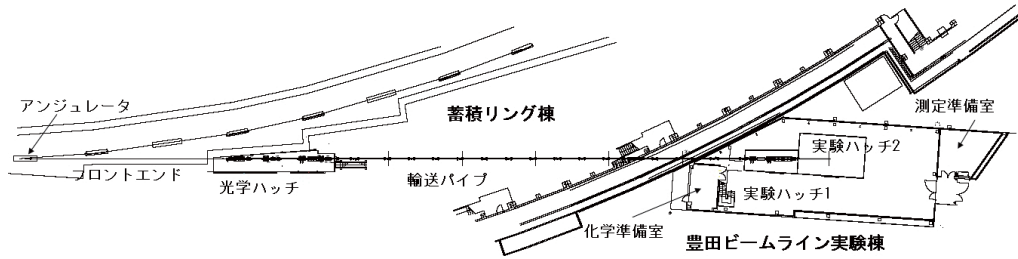 アンジュレータ
フロントエンド
光学ハッチ
蓄積リング棟
輸送パイプ
化学準備室
実験ハッチ1
実験ハッチ2
測定準備室
豊田ビームライン実験棟